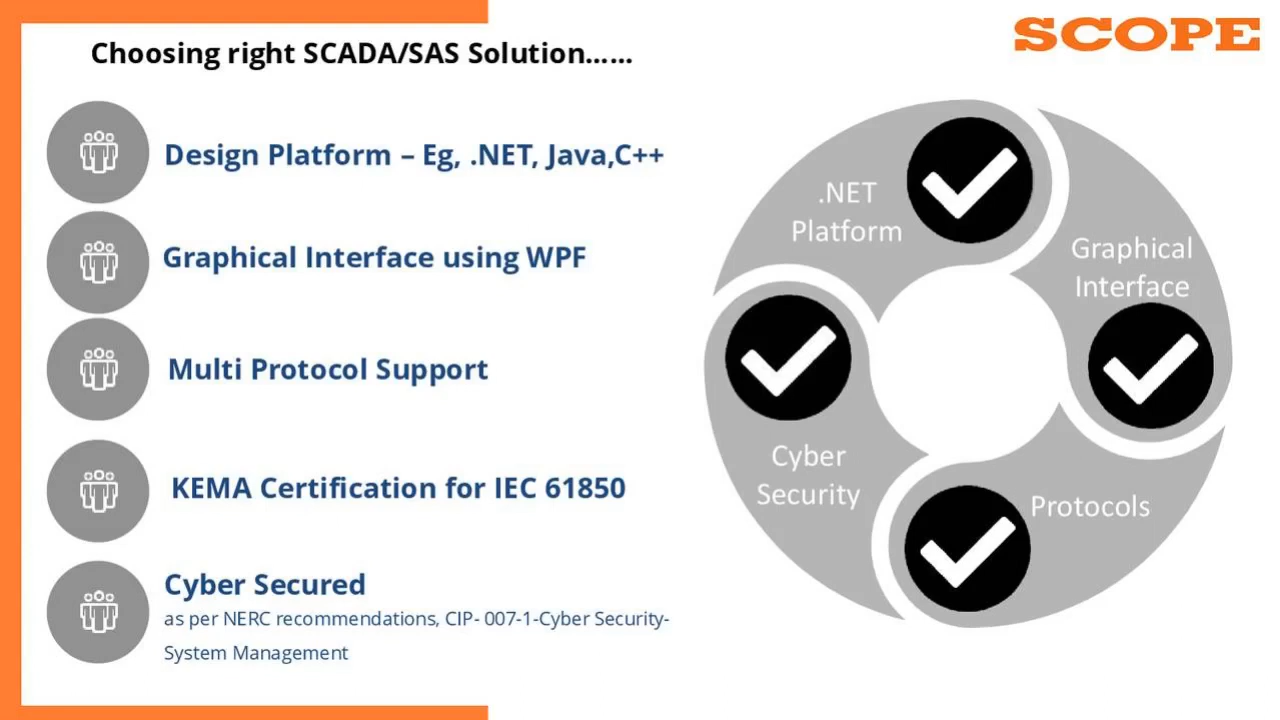 Choosing right SCADA/SAS Solution......
SCOPE
Design Platform – Eg, .NET, Java,C++
Graphical Interface using WPF
Multi Protocol Support
KEMA Certification for IEC 61850
Cyber Secured
as per NERC recommendations, CIP- 007-1-Cyber Security-
System Management
.NET
Platform
Graphical
Interface
Cyber
Security
Protocols